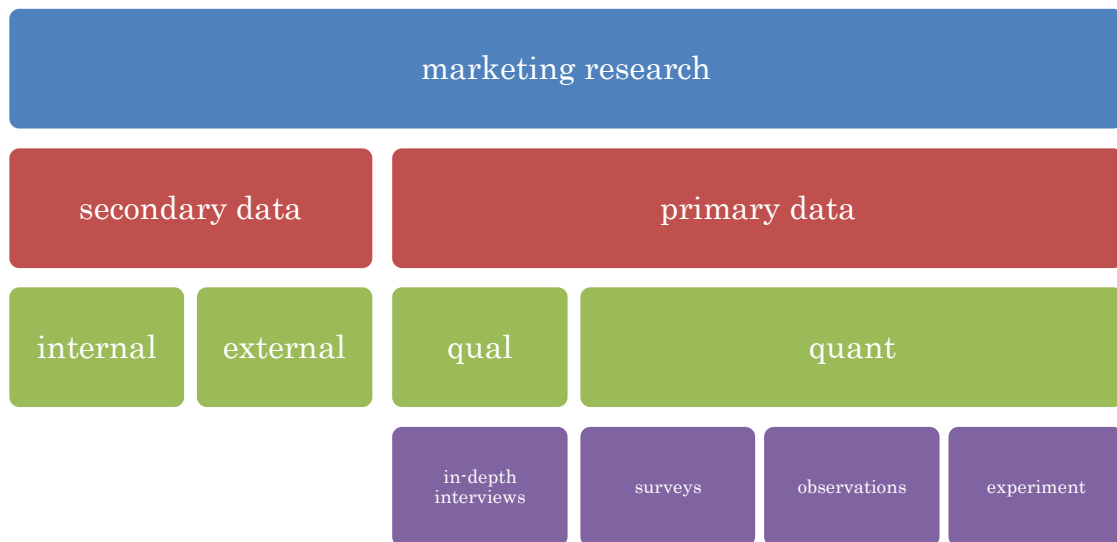 marketing research
secondary data
primary data
internal
external
qual
quant
in-depth
interviews
surveys
observations
experiment